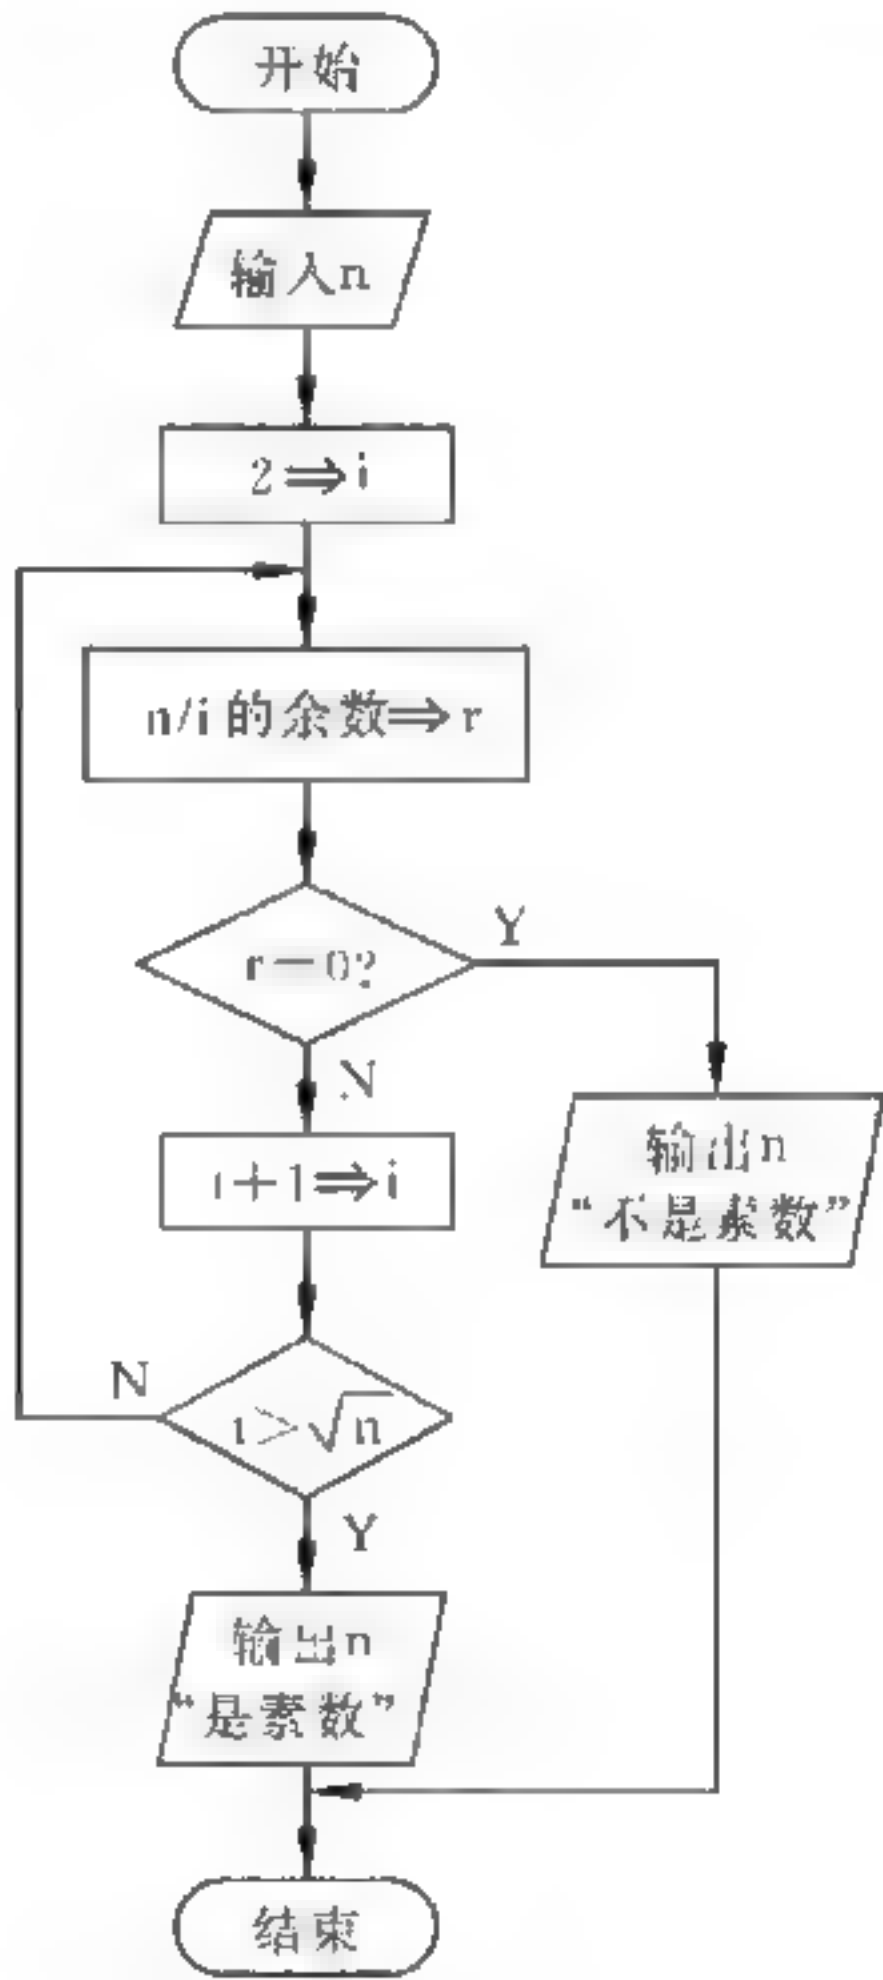 开始
输入n
2⇒i
n/i的余数⇒r
r=0?
Y
N
i+1⇒i
输出n
“不是素数”
i>√n
N
Y
输出n
“是素数”
结束